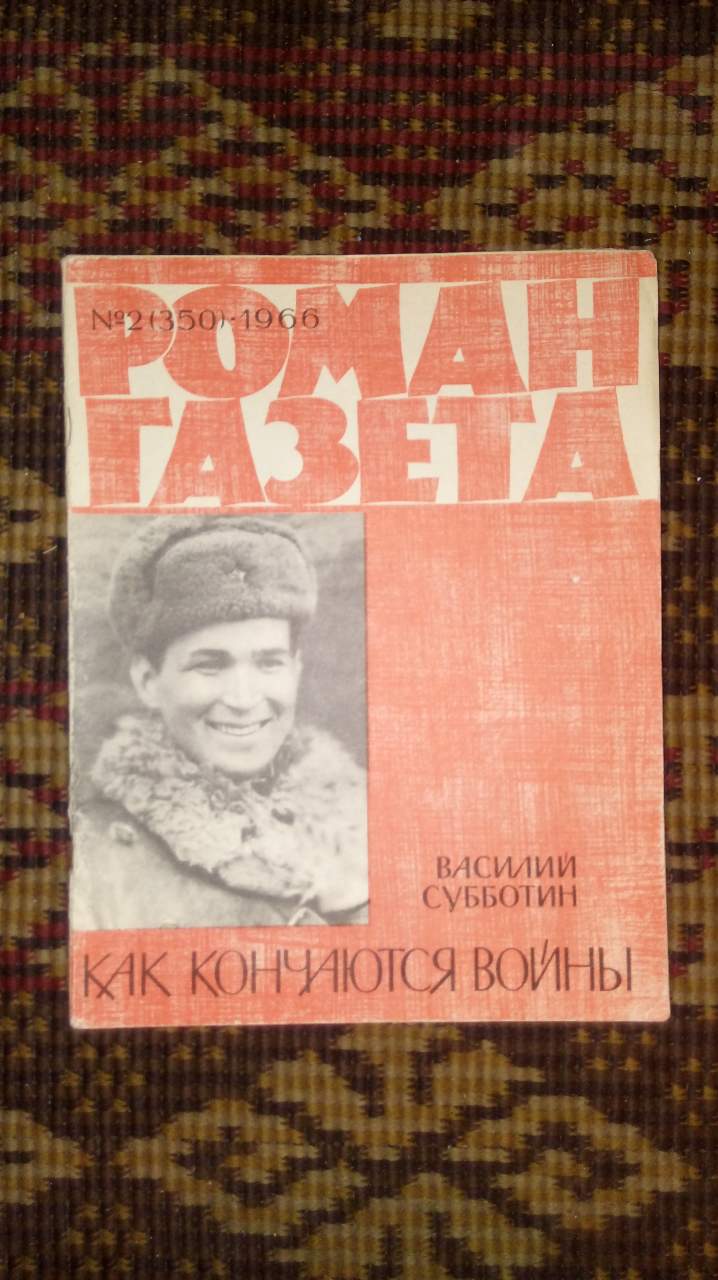 №2(350)·1966
РОМАН
ГАЗЕТА
ВАСИЛИЙ
СУББОТИН
КАК КОНЧАЮТСЯ ВОЙНЫ